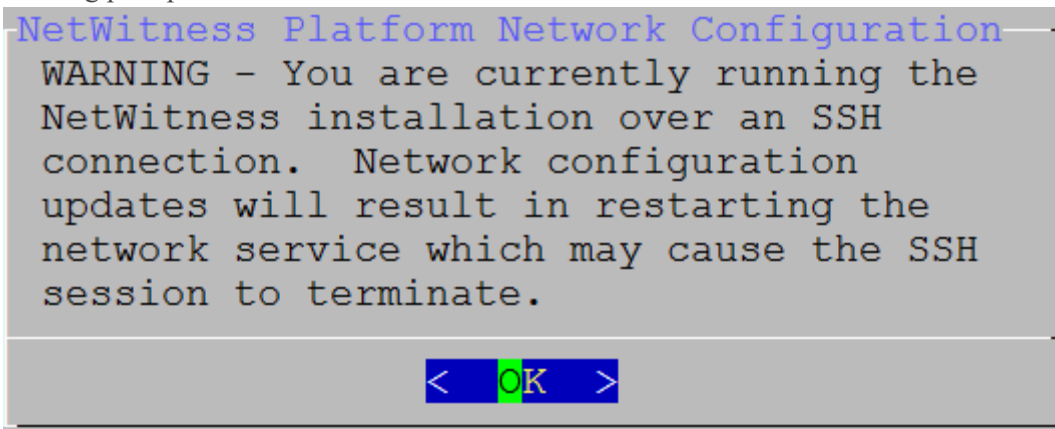 NetWitness Platform Network Configuration
WARNING - You are currently running the
NetWitness installation over an SSH
connection.  Network configuration
updates will result in restarting the
network service which may cause the SSH
session to terminate.
<  OK  >